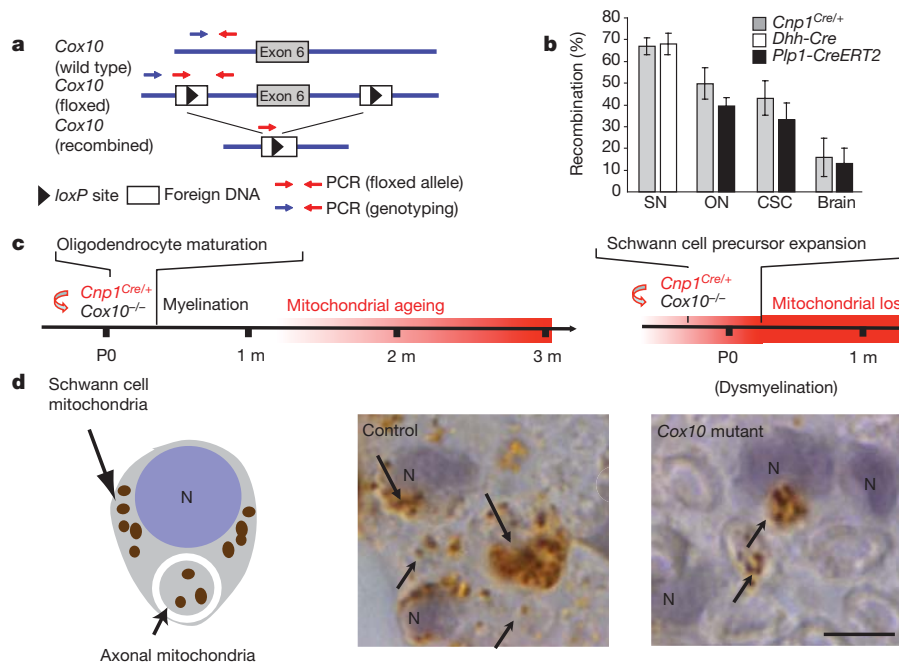 a
Cox10
(wild type)
Exon 6
Cox10
(floxed)
Exon 6
Cox10
(recombined)
loxP site
Foreign DNA
PCR (floxed allele)
PCR (genotyping)
b
Recombination (%)
80
70
60
50
40
30
20
10
0
SN
ON
CSC
Brain
Cnp1Cre/+
Dhh-Cre
Plp1-CreERT2
c
Oligodendrocyte maturation
Cnp1Cre/+
Cox10–/–
Myelination
Mitochondrial ageing
P0
1 m
2 m
3 m
Schwann cell precursor expansion
Cnp1Cre/+
Cox10–/–
Mitochondrial los
P0
1 m
(Dysmyelination)
d
Schwann cell
mitochondria
N
Axonal mitochondria
Control
N
N
Cox10 mutant
N
N
N